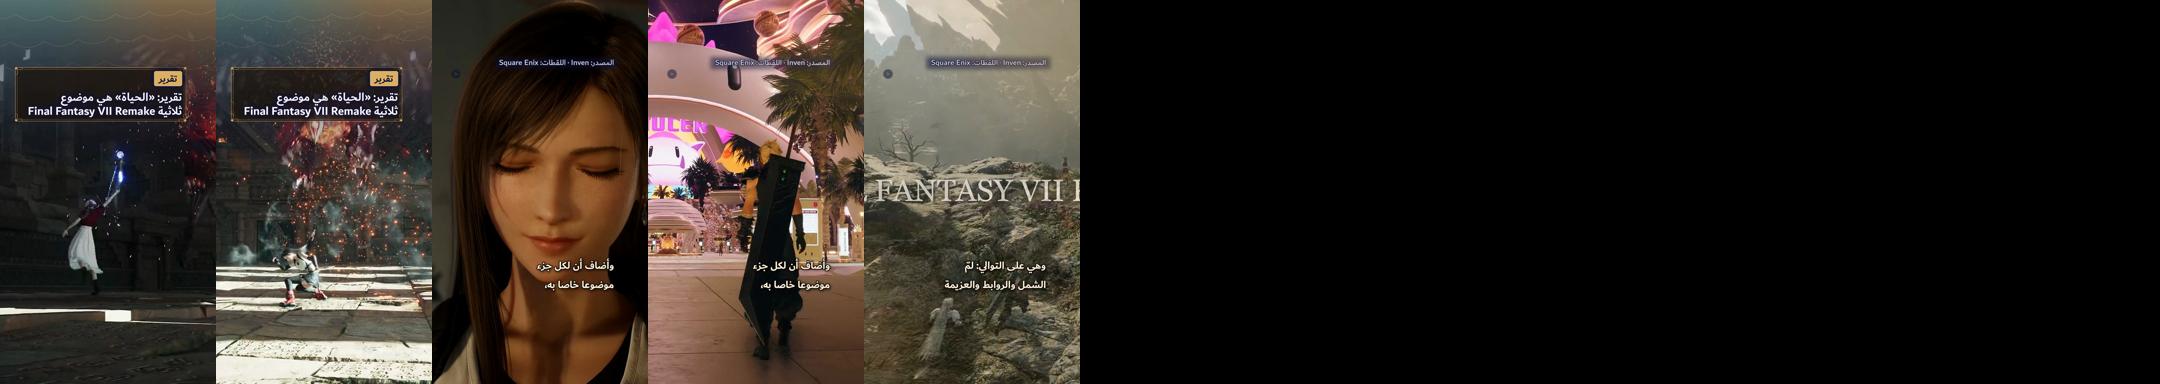 تقرير
تقرير: «الحياة» هي موضوع
ثلاثية Final Fantasy VII Remake
تقرير
تقرير: «الحياة» هي موضوع
ثلاثية Final Fantasy VII Remake
المصدر: Inven · اللقطات: Square Enix
وأضاف أن لكل جزء
موضوعا خاصا به،
المصدر: Inven · اللقطات: Square Enix
وأضاف أن لكل جزء
موضوعا خاصا به،
المصدر: Inven · اللقطات: Square Enix
FANTASY VII
وهي على التوالي: لمّ
الشمل والروابط والعزيمة